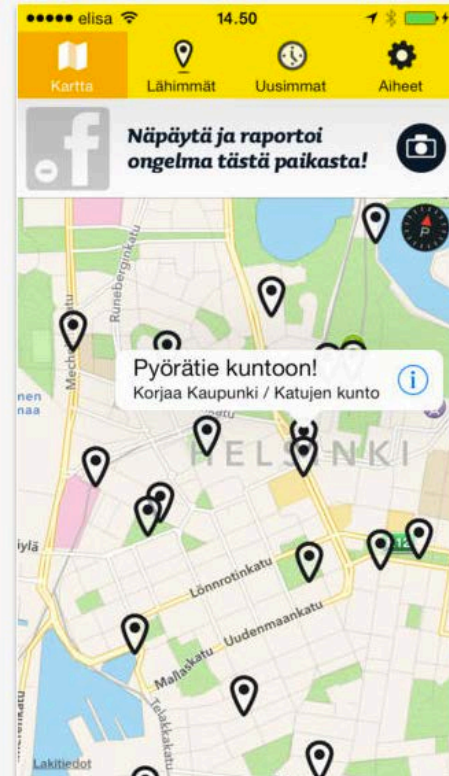 elisa 14.50
Kartta Lähimmät Uusimmat Aiheet
Näpäytä ja raportoi
ongelma tästä paikasta!
P
Runeberginkatu
Pyörätie kuntoon!
Korjaa Kaupunki / Katujen kunto
HELSINKI
Lönnrotinkatu
Uudenmaankatu
Mallaskatu
Telakkakatu
Lakitiedot